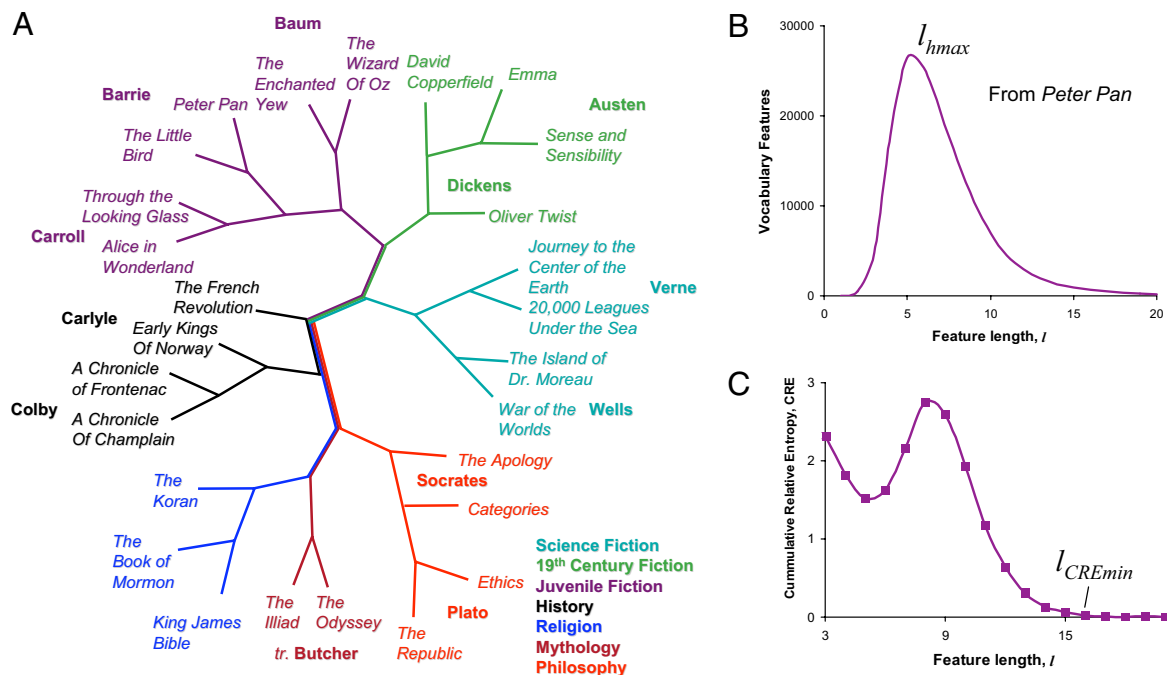 A
Baum
The
Wizard
Of Oz
The
Enchanted
Yew
Barrie
Peter Pan
The Little
Bird
Through the
Looking Glass
Carroll
Alice in
Wonderland
David
Copperfield
Emma
Austen
Sense and
Sensibility
Dickens
Oliver Twist
Journey to the
Center of the
Earth
Verne
20,000 Leagues
Under the Sea
The Island of
Dr. Moreau
War of the
Worlds
Wells
The French
Revolution
Carlyle
Early Kings
Of Norway
A Chronicle
of Frontenac
Colby
A Chronicle
Of Champlain
The
Koran
The
Book of
Mormon
King James
Bible
The
Illiad
The
Odyssey
tr. Butcher
The Apology
Socrates
Categories
Ethics
Plato
The
Republic
Science Fiction
19th Century Fiction
Juvenile Fiction
History
Religion
Mythology
Philosophy
B
30000
20000
10000
0
Vocabulary Features
lhmax
From Peter Pan
0 5 10 15 20
Feature length, l
C
3
2
1
0
Cummulative Relative Entropy, CRE
lCREmin
3 9 15
Feature length, l